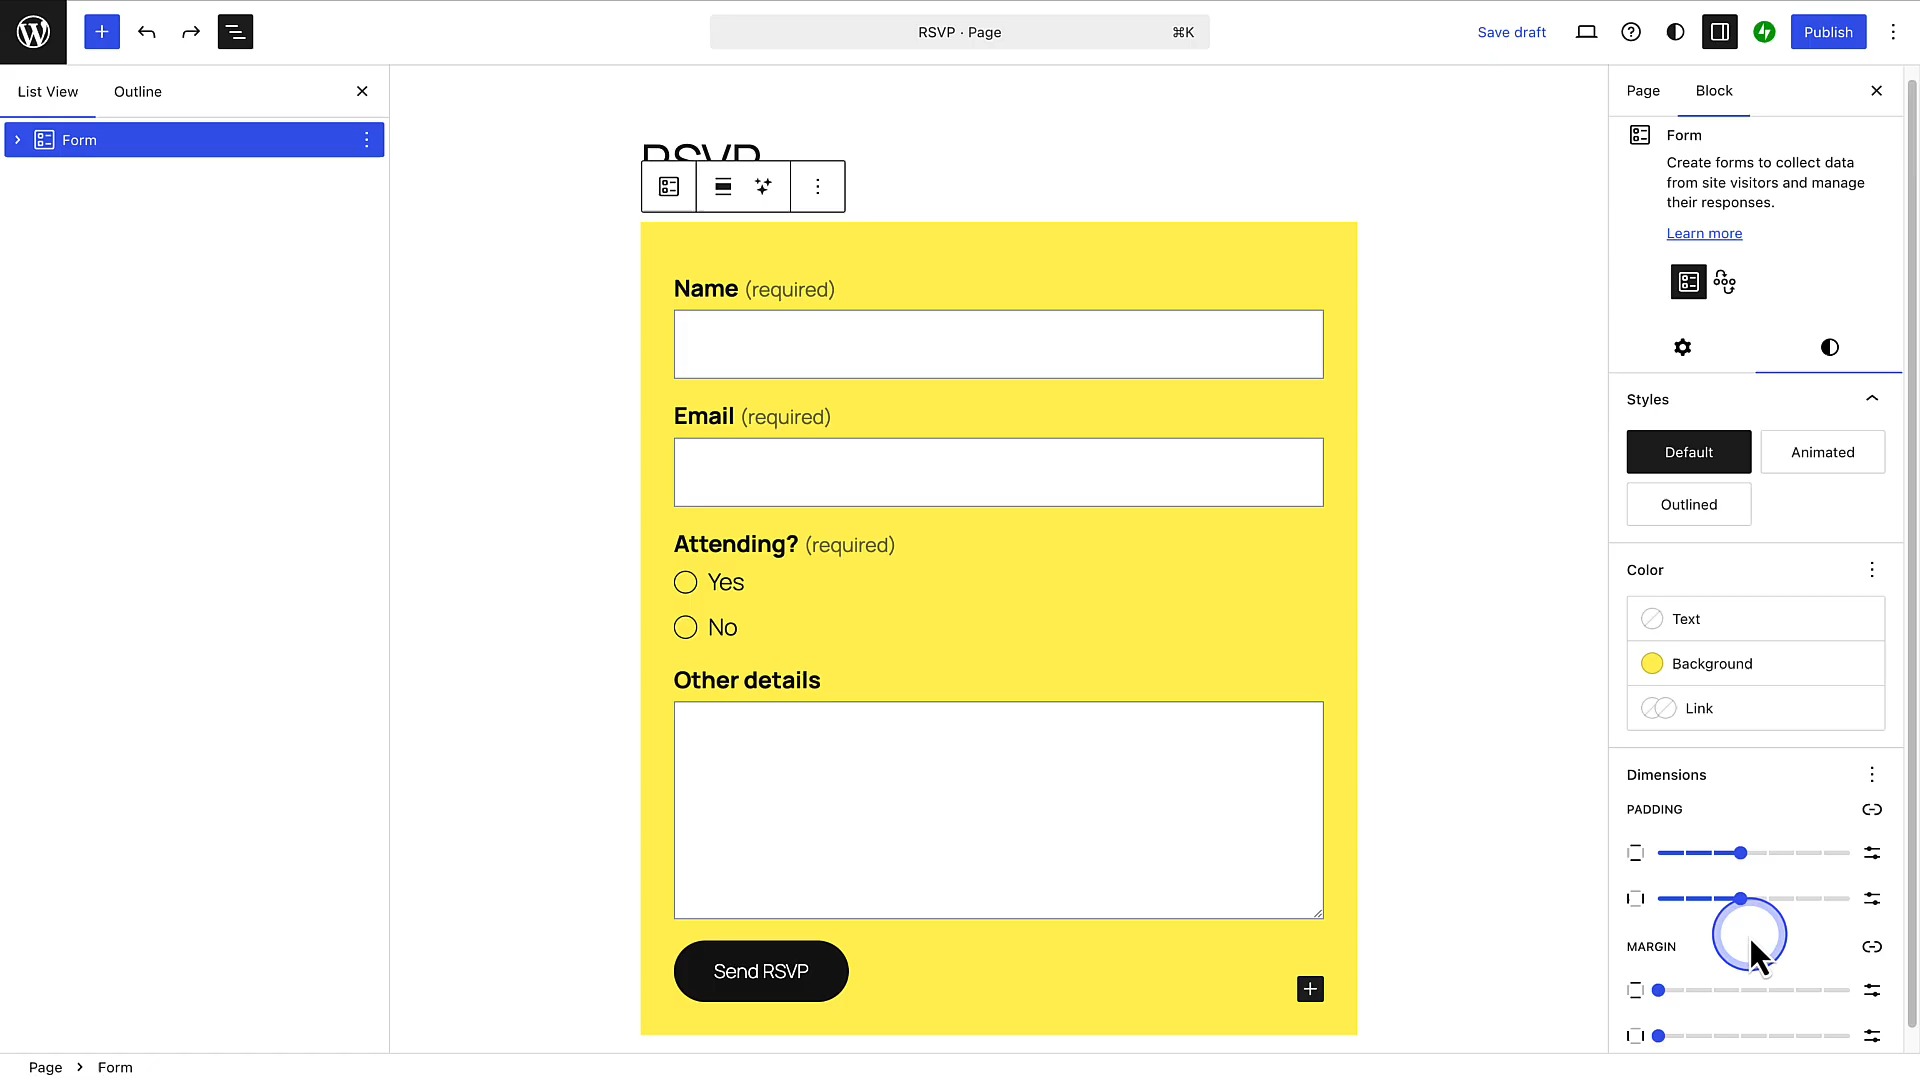 RSVP · Page
⌘K
Save draft
Publish
List View
Outline
Form
RSVP
Name (required)
Email (required)
Attending? (required)
Yes
No
Other details
Send RSVP
Page
Block
Form
Create forms to collect data
from site visitors and manage
their responses.
Learn more
Styles
Default
Animated
Outlined
Color
Text
Background
Link
Dimensions
PADDING
MARGIN
Page
Form